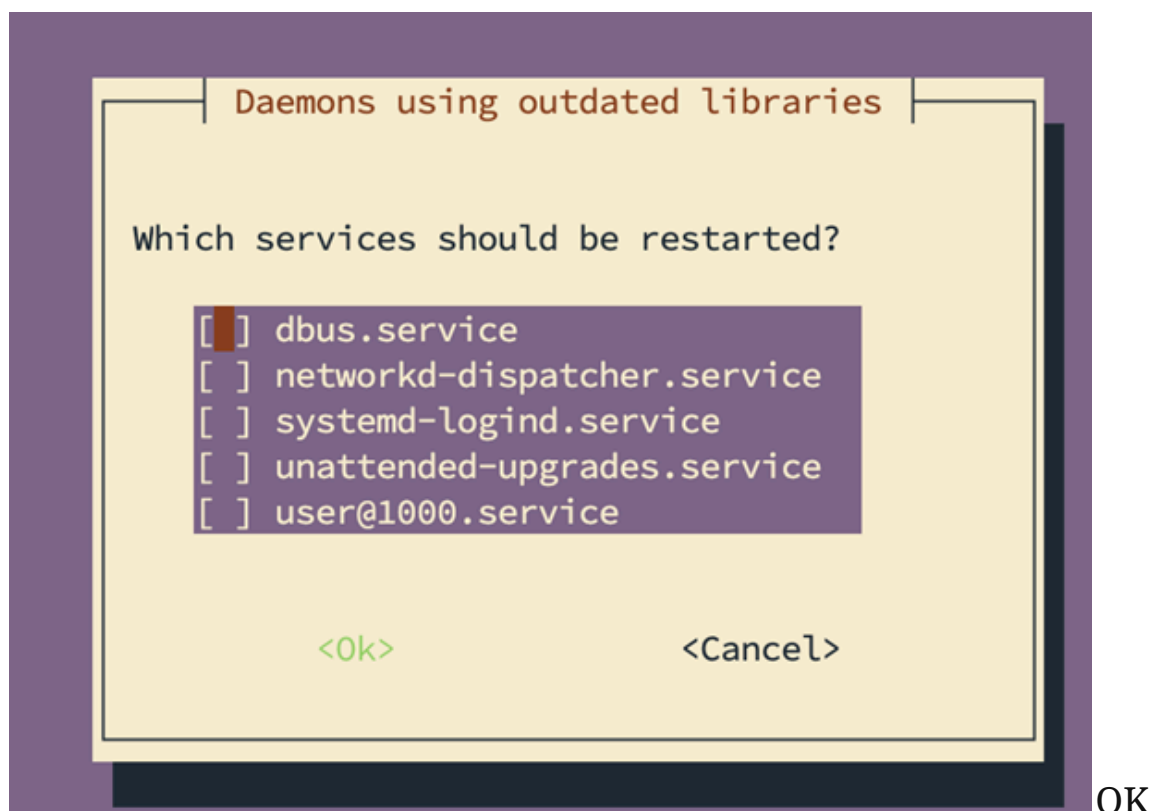 Daemons using outdated libraries
Which services should be restarted?
[ ] dbus.service
[ ] networkd-dispatcher.service
[ ] systemd-logind.service
[ ] unattended-upgrades.service
[ ] user@1000.service
<Ok> <Cancel>
OK